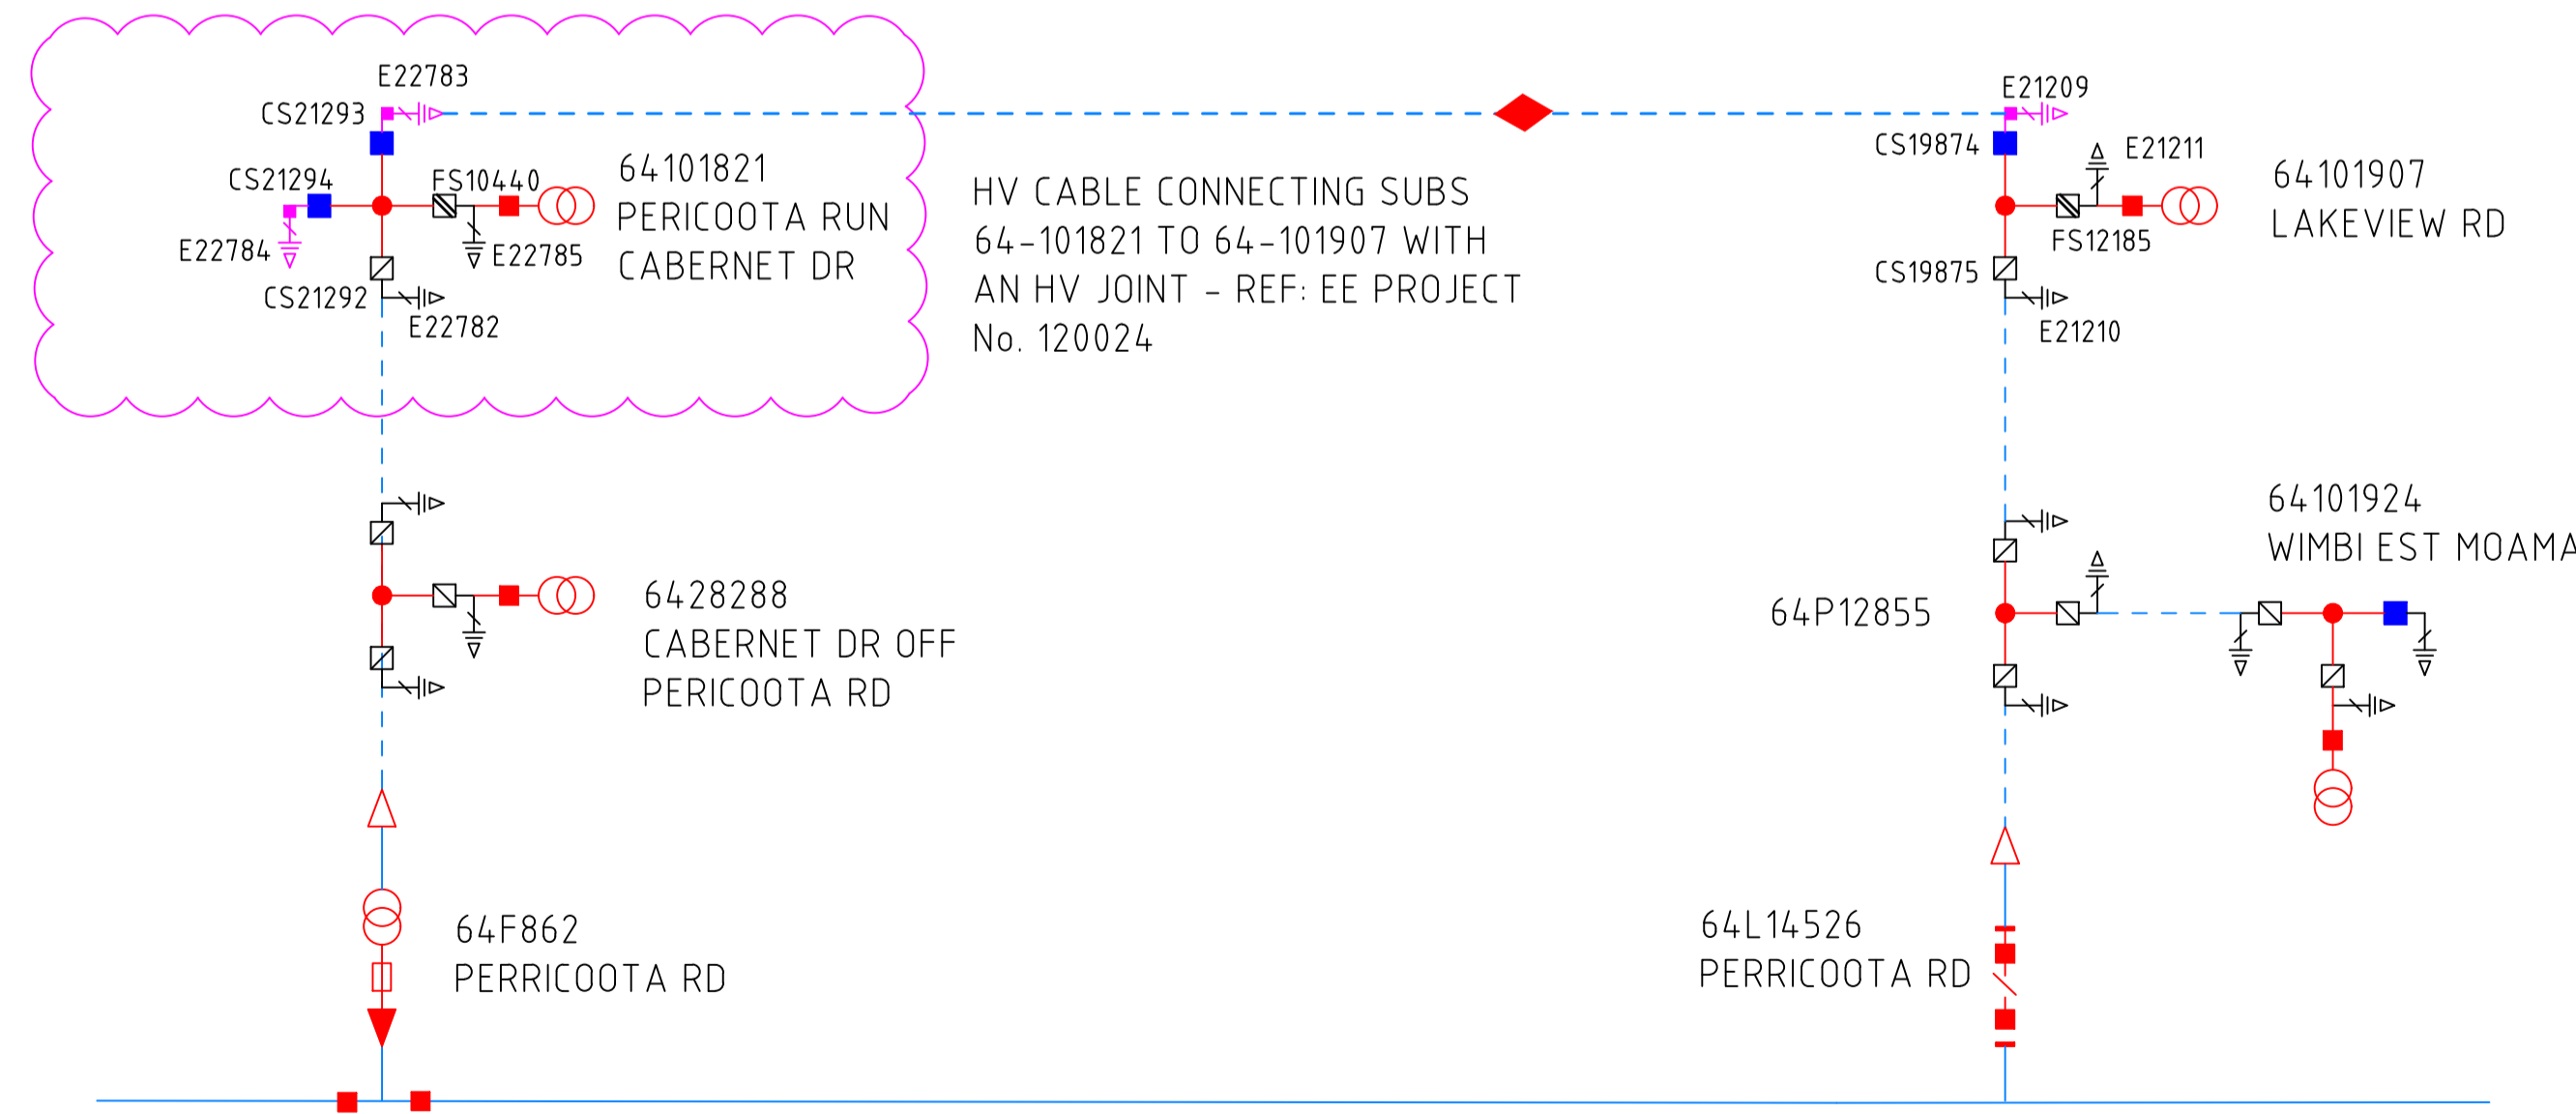 E22783
CS21293
CS21294
FS10440
E22784
E22785
CS21292
E22782
64101821
PERICOOTA RUN
CABERNET DR
HV CABLE CONNECTING SUBS
64-101821 TO 64-101907 WITH
AN HV JOINT - REF: EE PROJECT
No. 120024
E21209
CS19874
E21211
FS12185
CS19875
E21210
64101907
LAKEVIEW RD
6428288
CABERNET DR OFF
PERICOOTA RD
64P12855
64101924
WIMBI EST MOAMA
64F862
PERRICOOTA RD
64L14526
PERRICOOTA RD